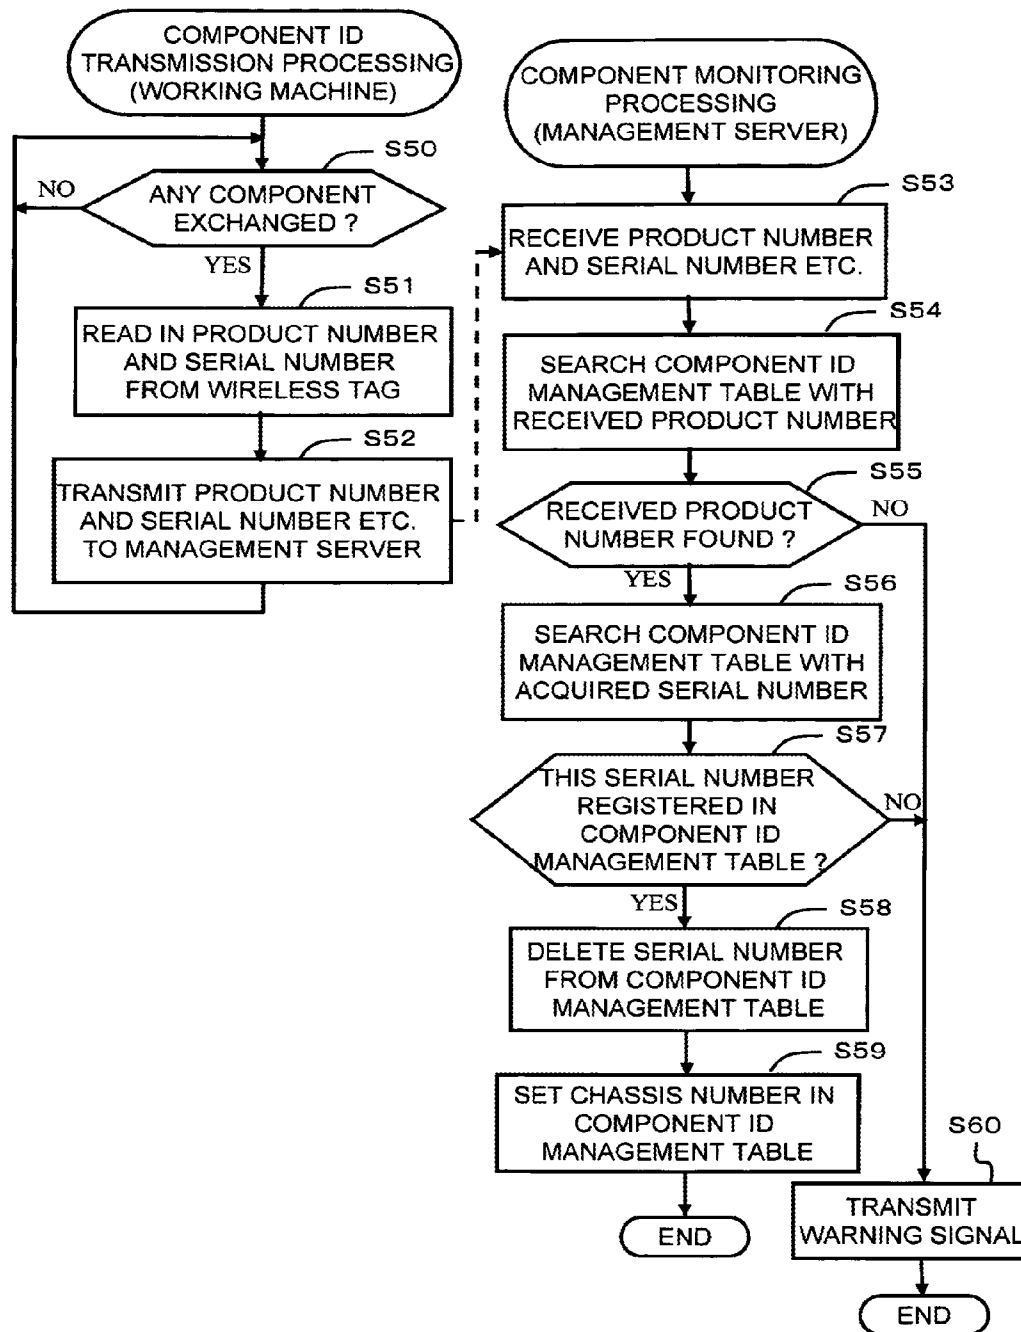 COMPONENT ID
TRANSMISSION PROCESSING
(WORKING MACHINE)
S50
NO
ANY COMPONENT
EXCHANGED ?
YES
S51
READ IN PRODUCT NUMBER
AND SERIAL NUMBER
FROM WIRELESS TAG
S52
TRANSMIT PRODUCT NUMBER
AND SERIAL NUMBER ETC.
TO MANAGEMENT SERVER
COMPONENT MONITORING
PROCESSING
(MANAGEMENT SERVER)
S53
RECEIVE PRODUCT NUMBER
AND SERIAL NUMBER ETC.
S54
SEARCH COMPONENT ID
MANAGEMENT TABLE WITH
RECEIVED PRODUCT NUMBER
S55
RECEIVED PRODUCT
NUMBER FOUND ?
NO
YES
S56
SEARCH COMPONENT ID
MANAGEMENT TABLE WITH
ACQUIRED SERIAL NUMBER
S57
THIS SERIAL NUMBER
REGISTERED IN
COMPONENT ID
MANAGEMENT TABLE ?
NO
YES
S58
DELETE SERIAL NUMBER
FROM COMPONENT ID
MANAGEMENT TABLE
S59
SET CHASSIS NUMBER IN
COMPONENT ID
MANAGEMENT TABLE
END
S60
TRANSMIT
WARNING SIGNAL
END